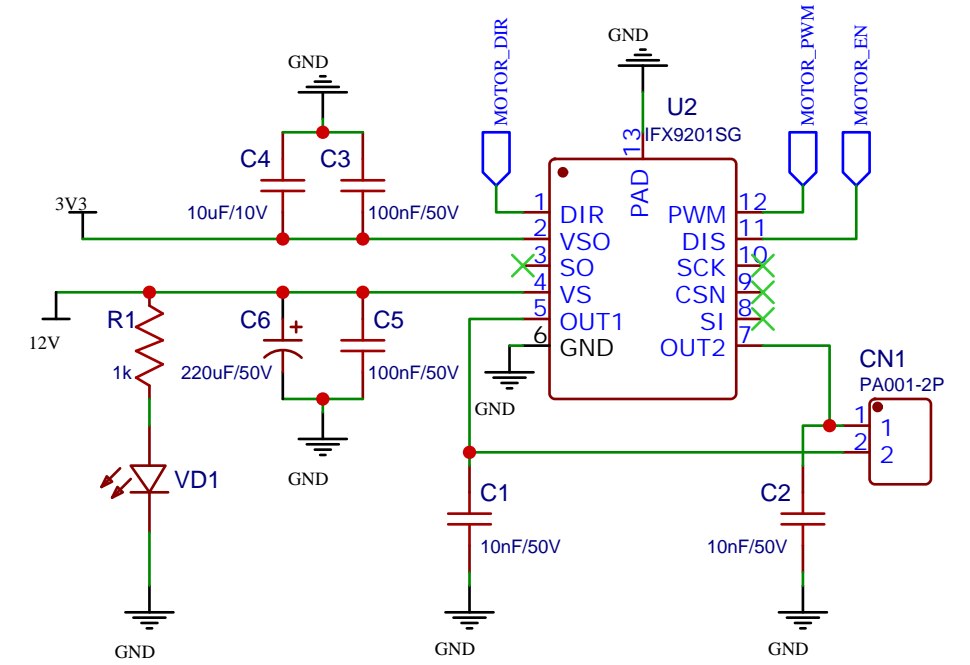 MOTOR_DIR
MOTOR_PWM
MOTOR_EN
GND
GND
U2
IFX9201SG
13
PAD
C4
C3
10uF/10V
100nF/50V
3V3
1 DIR
2 VSO
3 SO
4 VS
5 OUT1
6 GND
PWM 12
DIS 11
SCK 10
CSN 9
SI 8
OUT2 7
12V
R1
1k
C6
+
C5
220uF/50V
100nF/50V
GND
GND
CN1
PA001-2P
1 1
2 2
VD1
C1
10nF/50V
C2
10nF/50V
GND
GND
GND